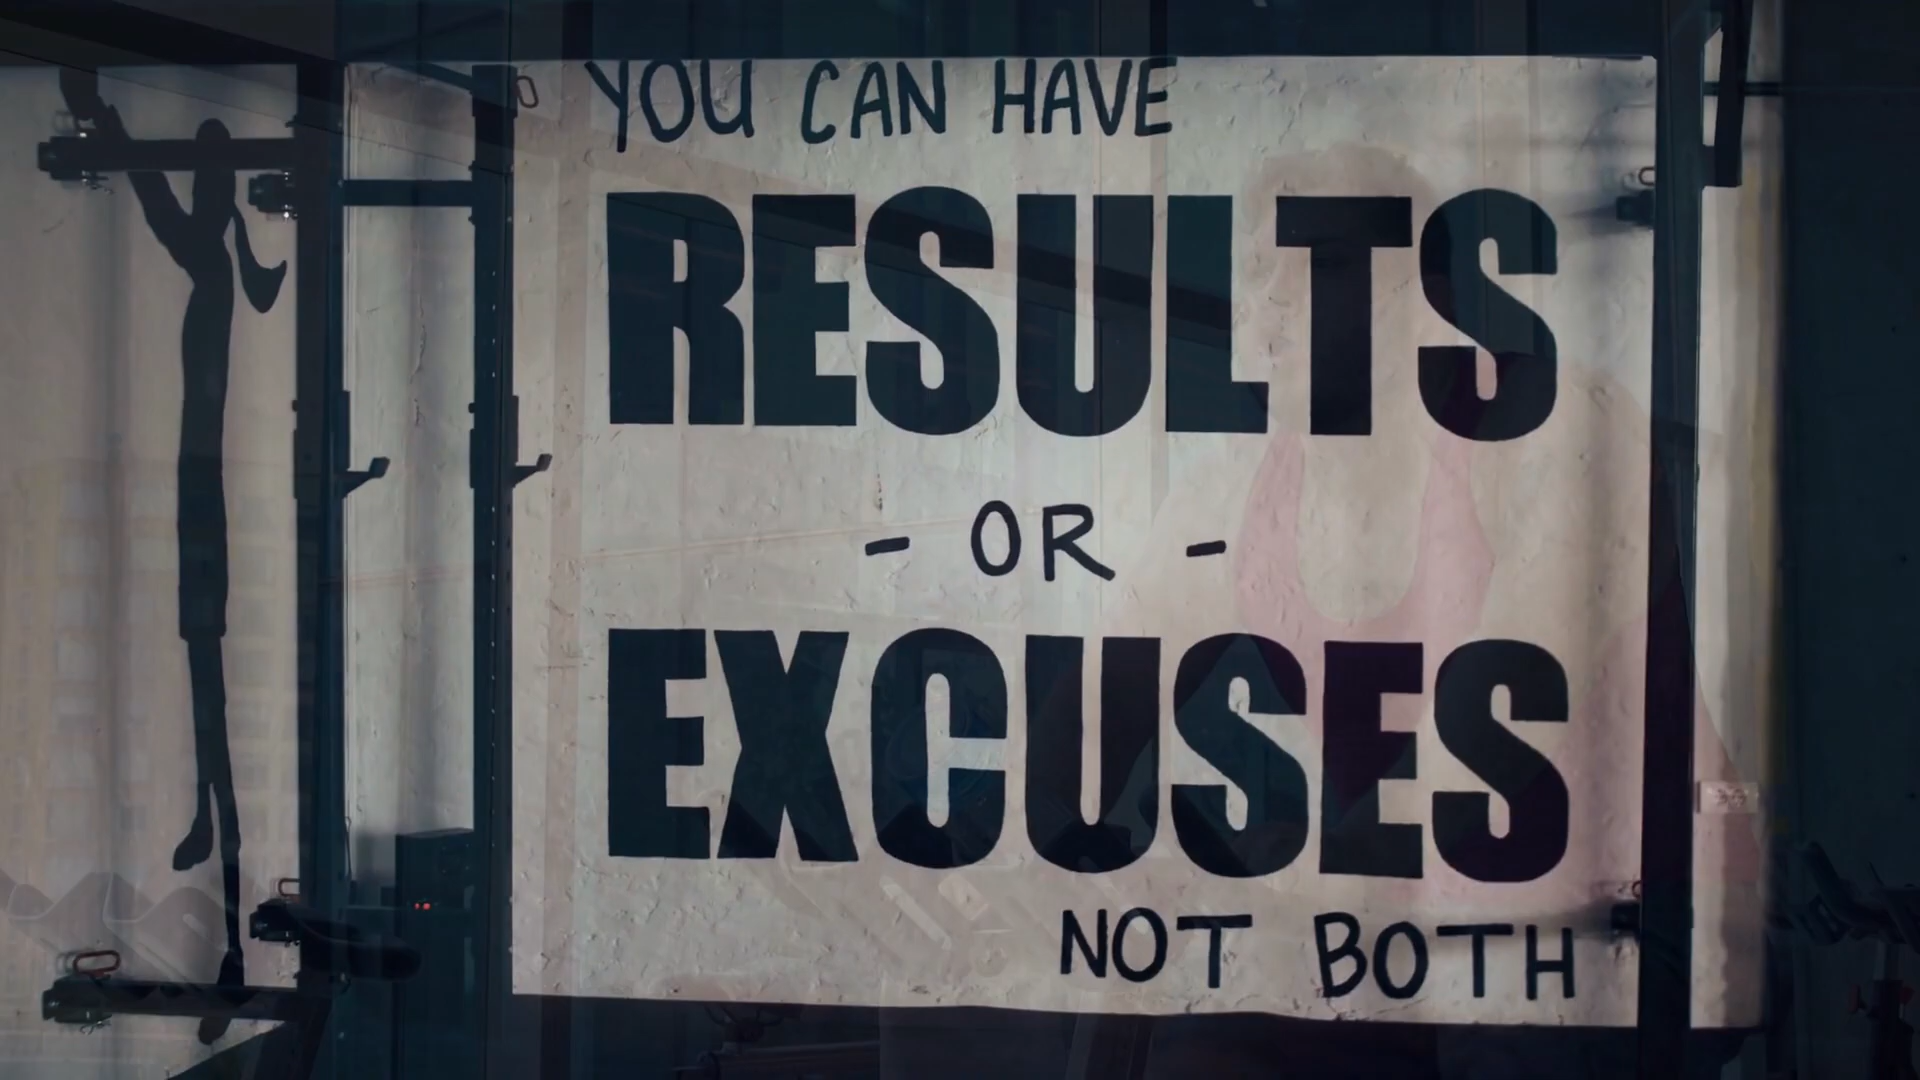 YOU CAN HAVE
RESULTS
- OR -
EXCUSES
NOT BOTH